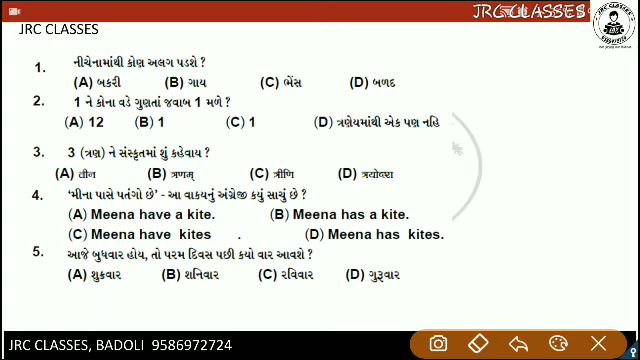 JRC CLASSES
JRC CLASSES
1. નીચેનામાંથી કોણ અલગ પડશે ?
(A) બકરી (B) ગાય (C) ભેંસ (D) બળદ
2. 1 ને કોના વડે ગુણતાં જવાબ 1 મળે ?
(A) 12 (B) 1 (C) 1 (D) ત્રણેયમાંથી એક પણ નહિ
3. 3 (ત્રણ) ને સંસ્કૃતમાં શું કહેવાય ?
(A) तीन (B) ત્રણમ્ (C) ત્રીણિ (D)
4. 'મીના પાસે પતંગો છે' - આ વાકયનું અંગ્રેજી કયું સાચું છે ?
(A) Meena have a kite. (B) Meena has a kite.
(C) Meena have kites . (D) Meena has kites.
5. આજે બુધવાર હોય, તો પરમ દિવસ પછી કયો વાર આવશે ?
(A) શુક્રવાર (B) શનિવાર (C) રવિવાર (D) ગુરૂવાર
JRC CLASSES, BADOLI 9586972724